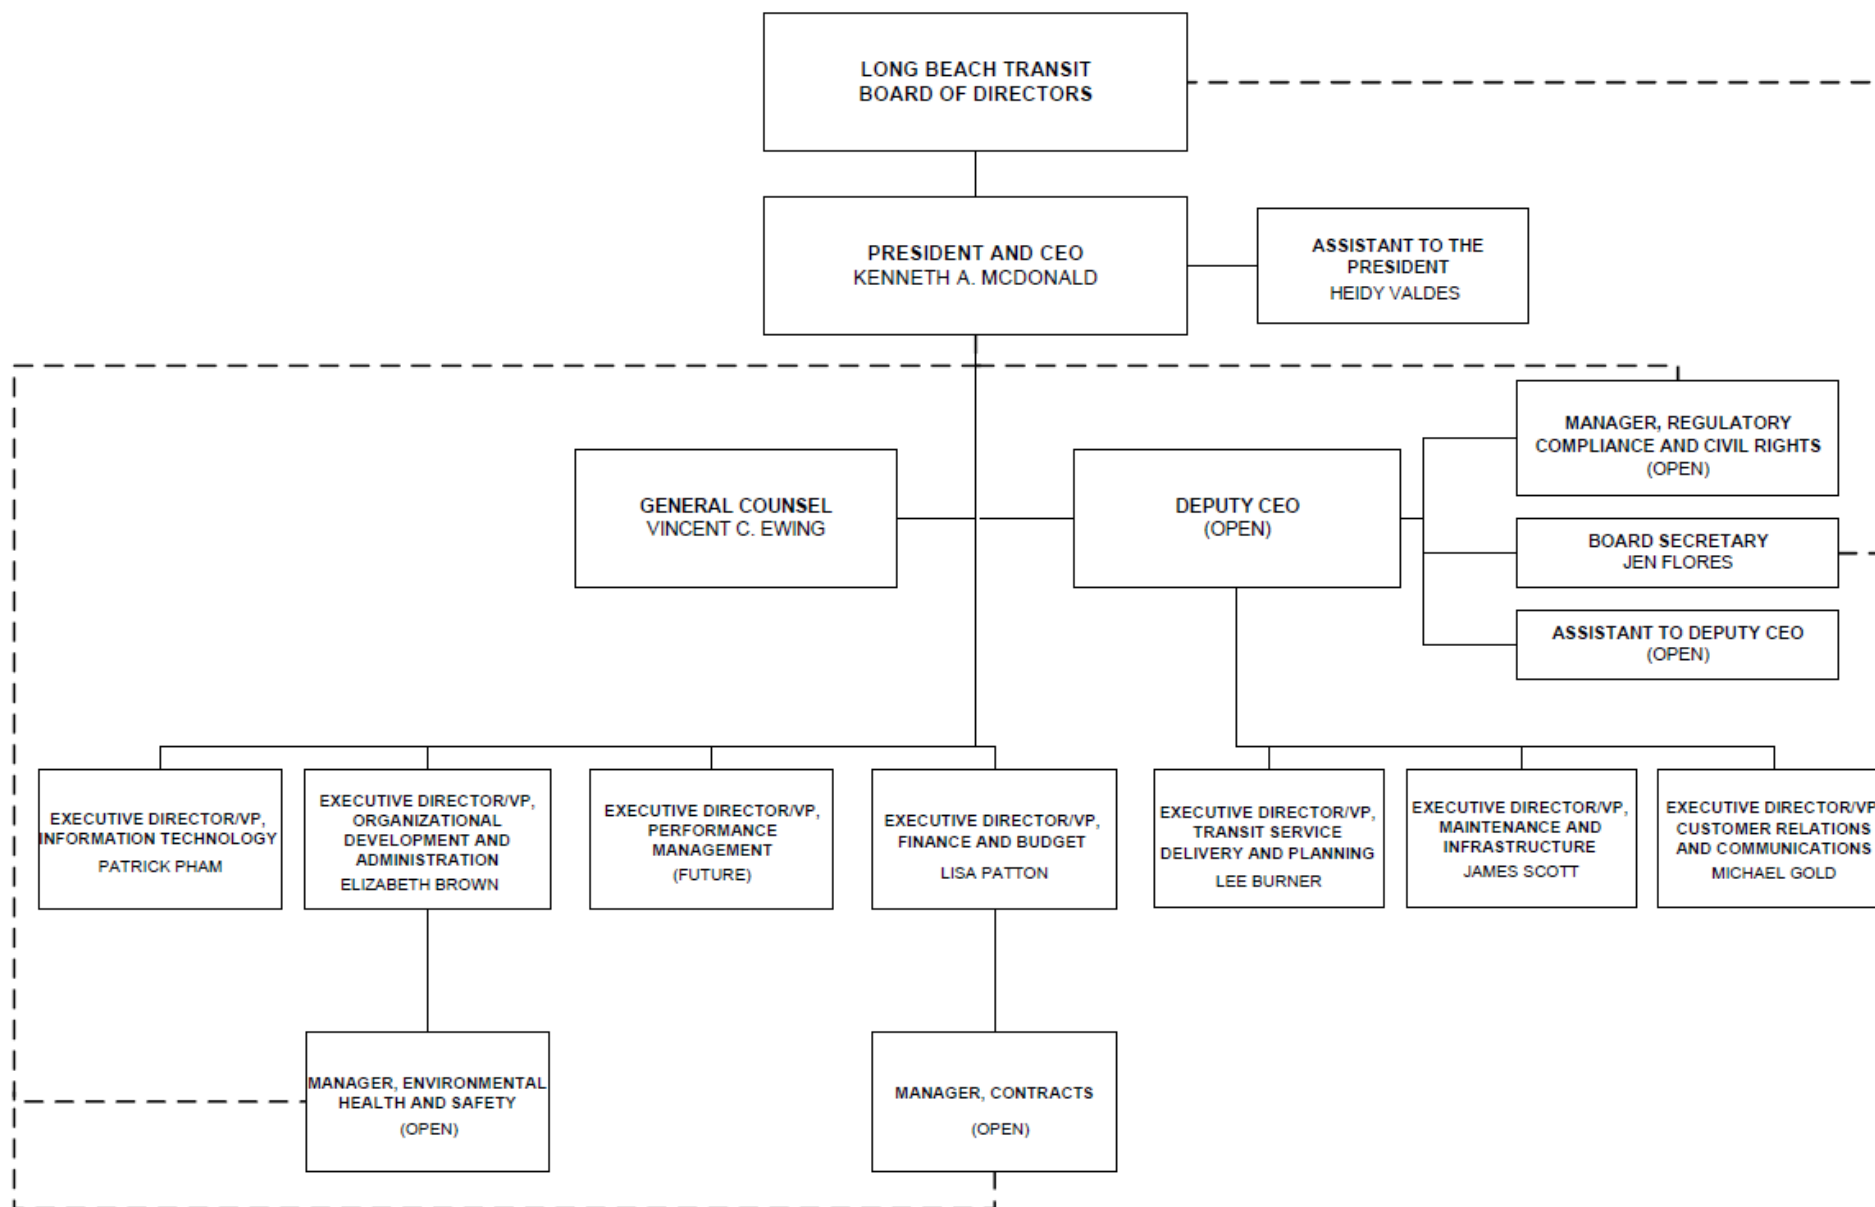 LONG BEACH TRANSIT
BOARD OF DIRECTORS
PRESIDENT AND CEO
KENNETH A. MCDONALD
ASSISTANT TO THE
PRESIDENT
HEIDY VALDES
MANAGER, REGULATORY
COMPLIANCE AND CIVIL RIGHTS
(OPEN)
GENERAL COUNSEL
VINCENT C. EWING
DEPUTY CEO
(OPEN)
BOARD SECRETARY
JEN FLORES
ASSISTANT TO DEPUTY CEO
(OPEN)
EXECUTIVE DIRECTOR/VP,
INFORMATION TECHNOLOGY
PATRICK PHAM
EXECUTIVE DIRECTOR/VP,
ORGANIZATIONAL
DEVELOPMENT AND
ADMINISTRATION
ELIZABETH BROWN
EXECUTIVE DIRECTOR/VP,
PERFORMANCE
MANAGEMENT
(FUTURE)
EXECUTIVE DIRECTOR/VP,
FINANCE AND BUDGET
LISA PATTON
EXECUTIVE DIRECTOR/VP,
TRANSIT SERVICE
DELIVERY AND PLANNING
LEE BURNER
EXECUTIVE DIRECTOR/VP,
MAINTENANCE AND
INFRASTRUCTURE
JAMES SCOTT
EXECUTIVE DIRECTOR/VP
CUSTOMER RELATIONS
AND COMMUNICATIONS
MICHAEL GOLD
MANAGER, ENVIRONMENTAL
HEALTH AND SAFETY
(OPEN)
MANAGER, CONTRACTS
(OPEN)